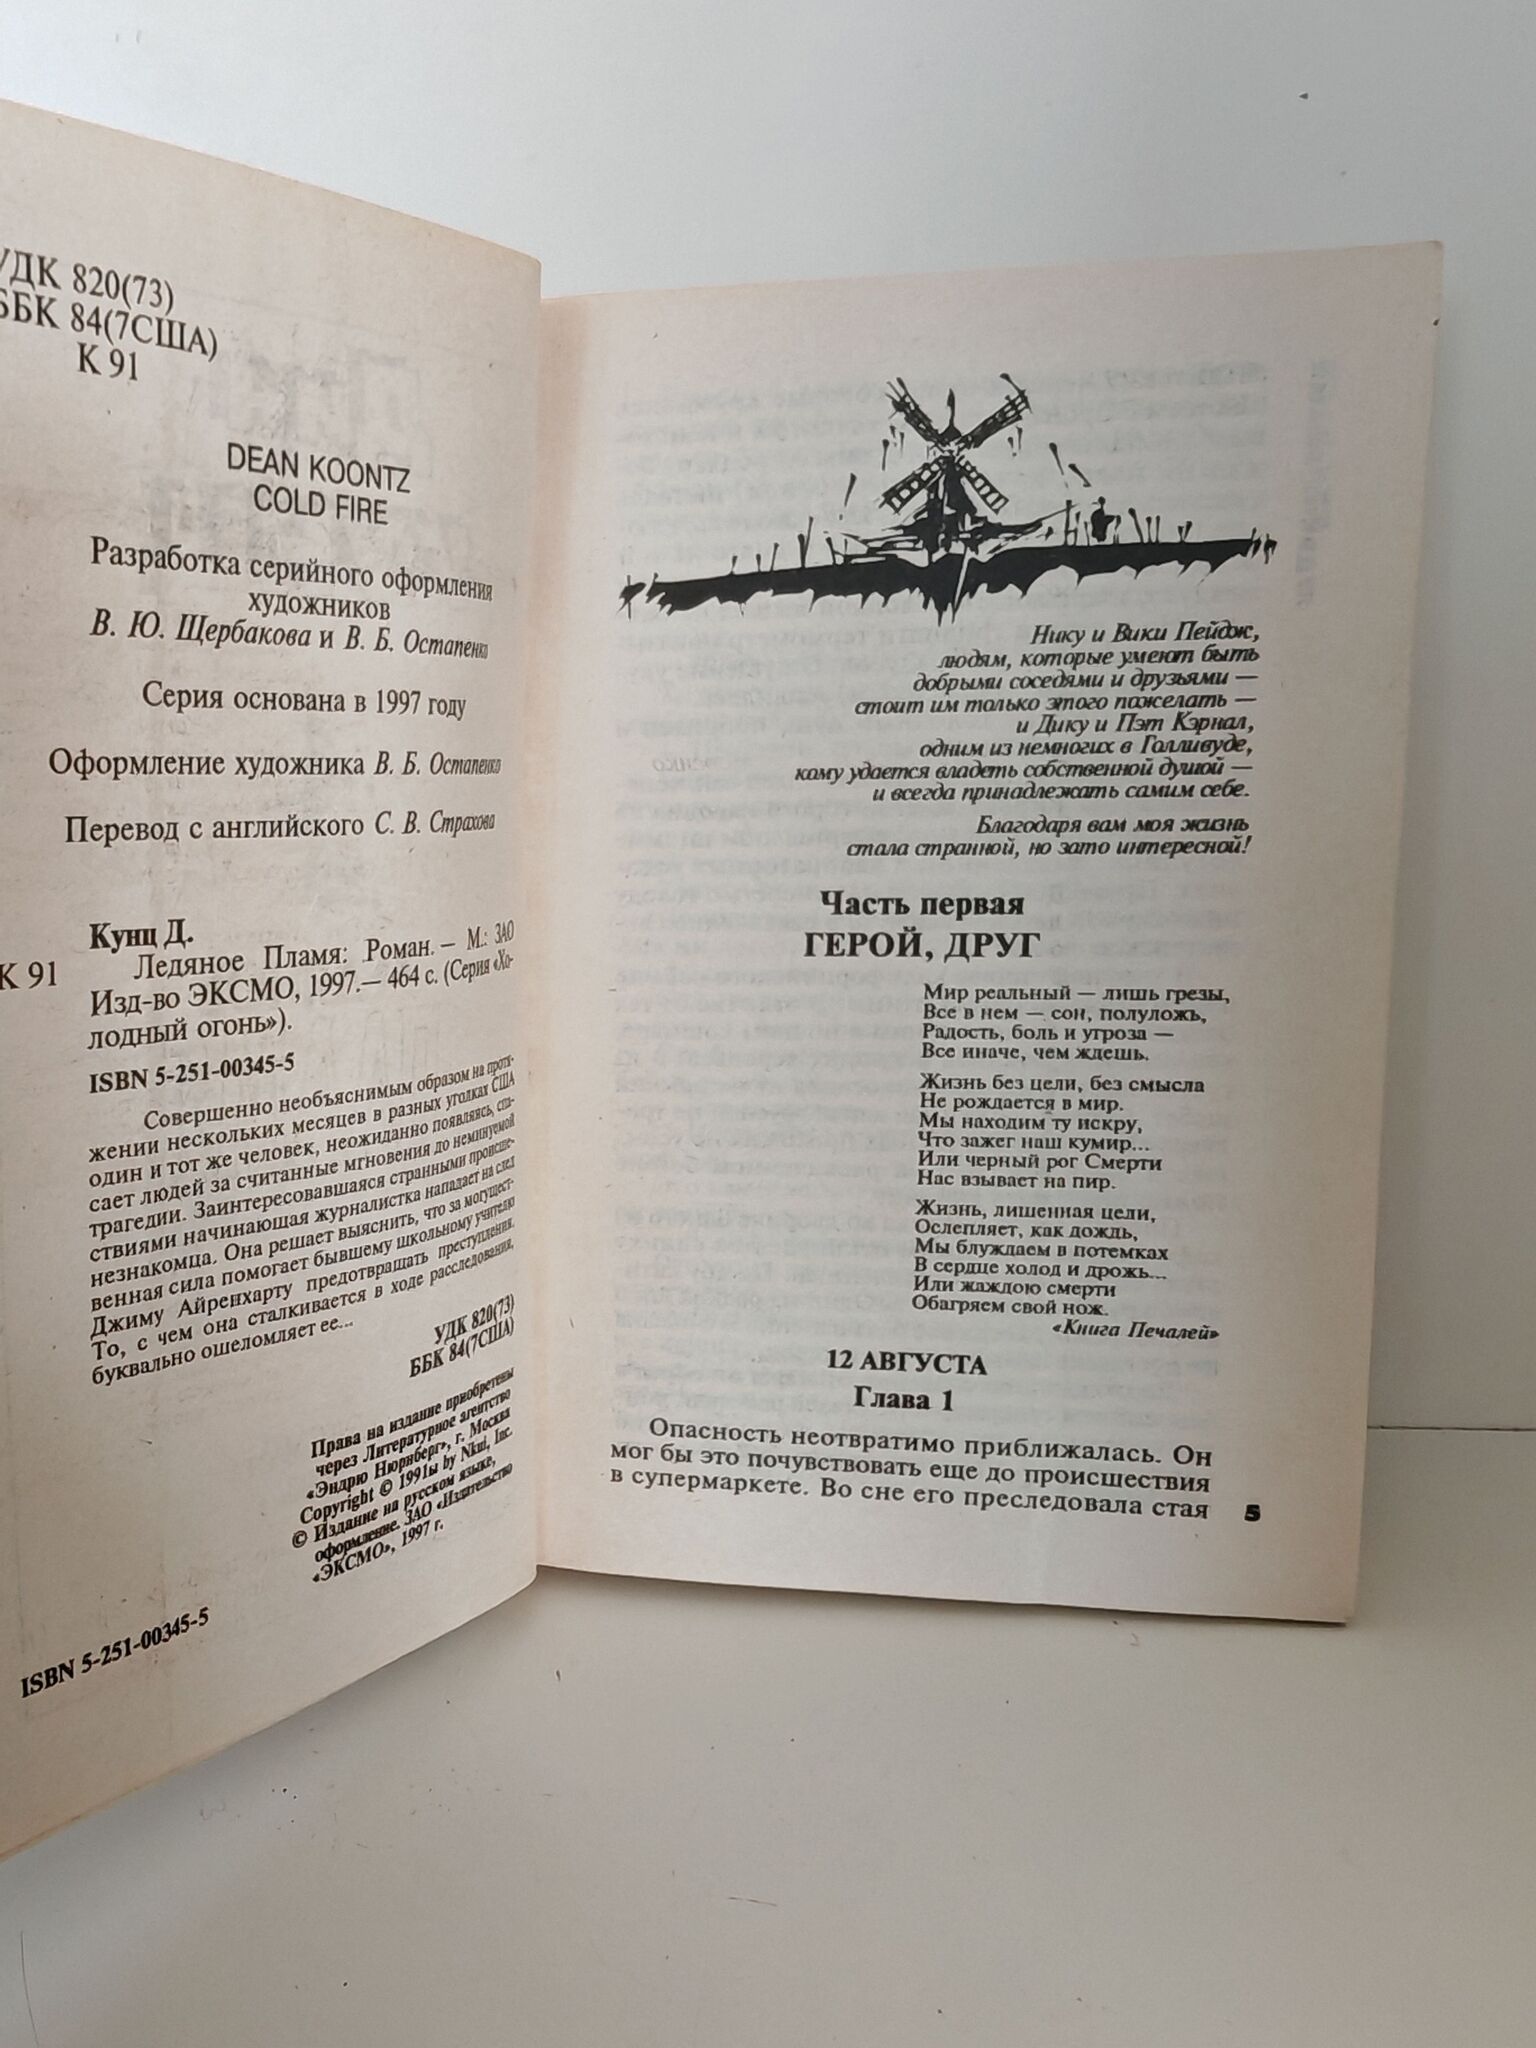 УДК 820(73)
ББК 84(7США)
К 91
DEAN KOONTZ
COLD FIRE
Разработка серийного оформления
художников
В. Ю. Щербакова и В. Б. Остапенко
Серия основана в 1997 году
Оформление художника В. Б. Остапенко
Перевод с английского С. В. Страхова
Кунц Д.
К 91 Ледяное Пламя: Роман. — М.: ЗАО
Изд-во ЭКСМО, 1997.— 464 с. (Серия «Хо-
лодный огонь»).
ISBN 5-251-00345-5
Совершенно необъяснимым образом на протя-
жении нескольких месяцев в разных уголках США
один и тот же человек, неожиданно появляясь, спа-
сает людей за считанные мгновения до неминуемой
трагедии. Заинтересовавшаяся странными происше-
ствиями начинающая журналистка нападает на след
незнакомца. Она решает выяснить, что за могущест-
венная сила помогает бывшему школьному учителю
Джиму Айренхарту предотвращать преступления.
То, с чем она сталкивается в ходе расследования,
буквально ошеломляет ее...
УДК 820(73)
ББК 84(7США)
Права на издание приобретены
через Литературное агентство
«Эндрю Нюрнберг», г. Москва
Copyright © 1991ы by Nkui, Inc.
© Издание на русском языке,
оформление. ЗАО «Издательство
«ЭКСМО», 1997 г.
ISBN 5-251-00345-5
Нику и Вики Пейдж,
людям, которые умеют быть
добрыми соседями и друзьями —
стоит им только этого пожелать —
и Дику и Пэт Кэрнал,
одним из немногих в Голливуде,
кому удается владеть собственной душой —
и всегда принадлежать самим себе.
Благодаря вам моя жизнь
стала странной, но зато интересной!
Часть первая
ГЕРОЙ, ДРУГ
Мир реальный — лишь грезы,
Все в нем — сон, полуложь,
Радость, боль и угроза —
Все иначе, чем ждешь.
Жизнь без цели, без смысла
Не рождается в мир.
Мы находим ту искру,
Что зажег наш кумир...
Или черный рог Смерти
Нас взывает на пир.
Жизнь, лишенная цели,
Ослепляет, как дождь,
Мы блуждаем в потемках
В сердце холод и дрожь...
Или жаждою смерти
Обагряем свой нож.
«Книга Печалей»
12 АВГУСТА
Глава 1
Опасность неотвратимо приближалась. Он
мог бы это почувствовать еще до происшествия
в супермаркете. Во сне его преследовала стая
5